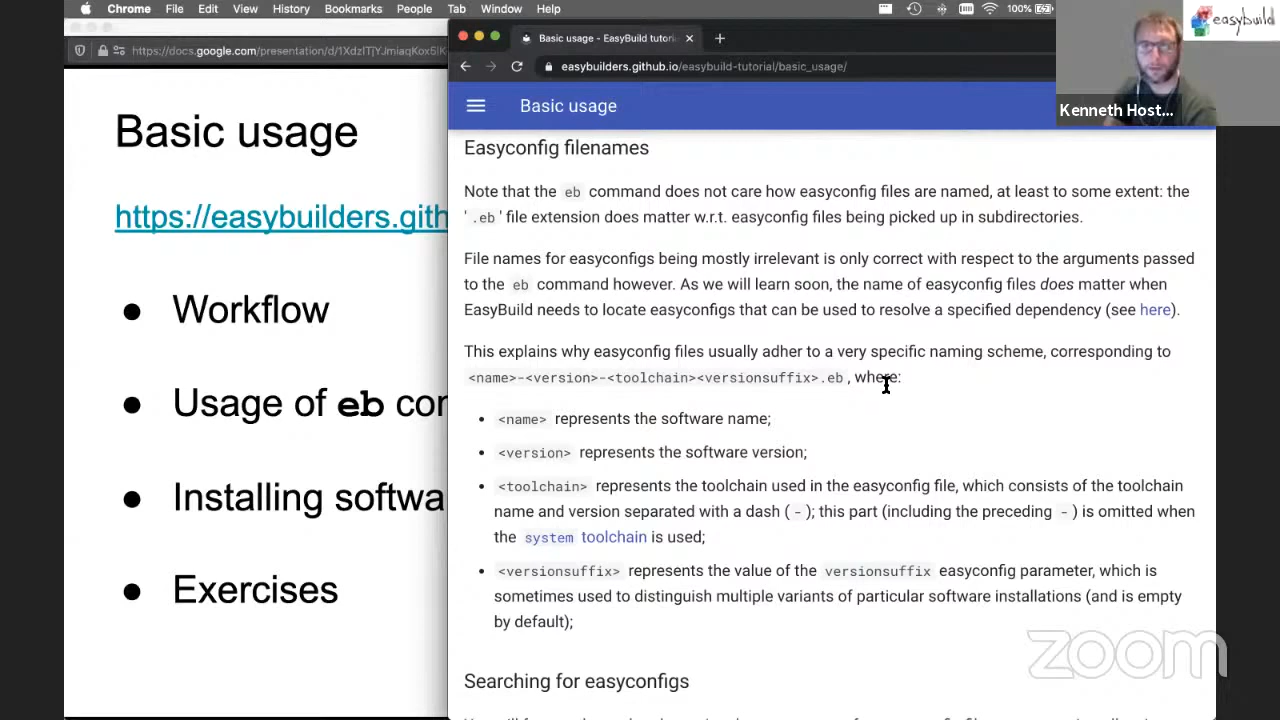 File Edit View History Bookmarks People Tab Window Help 100%
easybuild
Basic usage - EasyBuild tutori
easybuilders.github.io/easybuild-tutorial/basic_usage/
Basic usage
Kenneth Host...
Basic usage
https://easybuilders.gith
Workflow
Usage of eb con
Installing softwa
Exercises
Easyconfig filenames
Note that the eb command does not care how easyconfig files are named, at least to some extent: the
'.eb' file extension does matter w.r.t. easyconfig files being picked up in subdirectories.
File names for easyconfigs being mostly irrelevant is only correct with respect to the arguments passed
to the eb command however. As we will learn soon, the name of easyconfig files does matter when
EasyBuild needs to locate easyconfigs that can be used to resolve a specified dependency (see here).
This explains why easyconfig files usually adher to a very specific naming scheme, corresponding to
<name>-<version>-<toolchain><versionsuffix>.eb, where:
<name> represents the software name;
<version> represents the software version;
<toolchain> represents the toolchain used in the easyconfig file, which consists of the toolchain
name and version separated with a dash (-); this part (including the preceding -) is omitted when
the system toolchain is used;
<versionsuffix> represents the value of the versionsuffix easyconfig parameter, which is
sometimes used to distinguish multiple variants of particular software installations (and is empty
by default);
Searching for easyconfigs
zoom